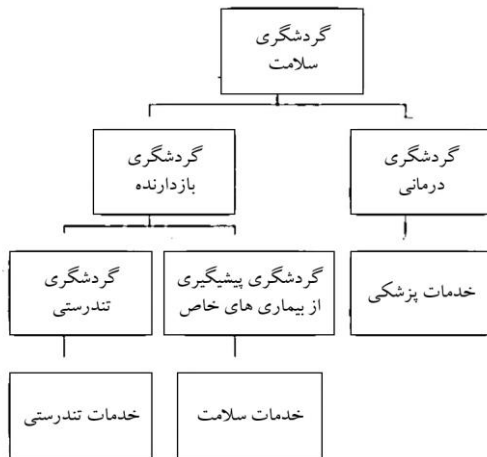 گردشگری
سلامت
گردشگری
درمانی
گردشگری
بازدارنده
خدمات پزشکی
گردشگری پیشگیری
از بیماری های خاص
گردشگری
تندرستی
خدمات سلامت
خدمات تندرستی